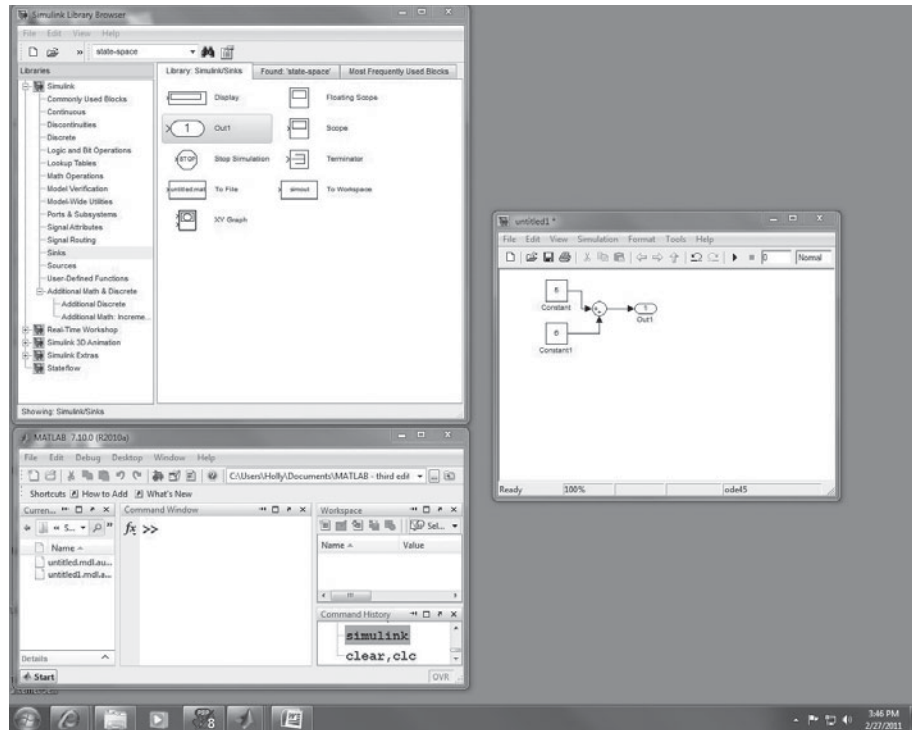 Simulink Library Browser
File Edit View Help
» state-space
Libraries
Library: Simulink/Sinks Found: 'state-space' Most Frequently Used Blocks
Simulink
Commonly Used Blocks
Continuous
Discontinuities
Discrete
Logic and Bit Operations
Lookup Tables
Math Operations
Model Verification
Model-Wide Utilities
Ports & Subsystems
Signal Attributes
Signal Routing
Sinks
Sources
User-Defined Functions
Additional Math & Discrete
Additional Discrete
Additional Math: Increme...
Real-Time Workshop
Simulink 3D Animation
Simulink Extras
Stateflow
Display Floating Scope
1 Out1 Scope
STOP Stop Simulation Terminator
untitled.mat To File simout To Workspace
XY Graph
Showing: Simulink/Sinks
untitled1 *
File Edit View Simulation Format Tools Help
Normal
5
Constant
1
Out1
6
Constant1
Ready 100% ode45
MATLAB 7.10.0 (R2010a)
File Edit Debug Desktop Window Help
C:\Users\Holly\Documents\MATLAB - third edit
Shortcuts How to Add What's New
Curren...
« S...
Name
untitled.mdl.au...
untitled1.mdl.a...
Details
Command Window
fx >>
Workspace
Sel...
Name Value
Command History
simulink
clear,clc
Start OVR
3:46 PM
2/27/2011